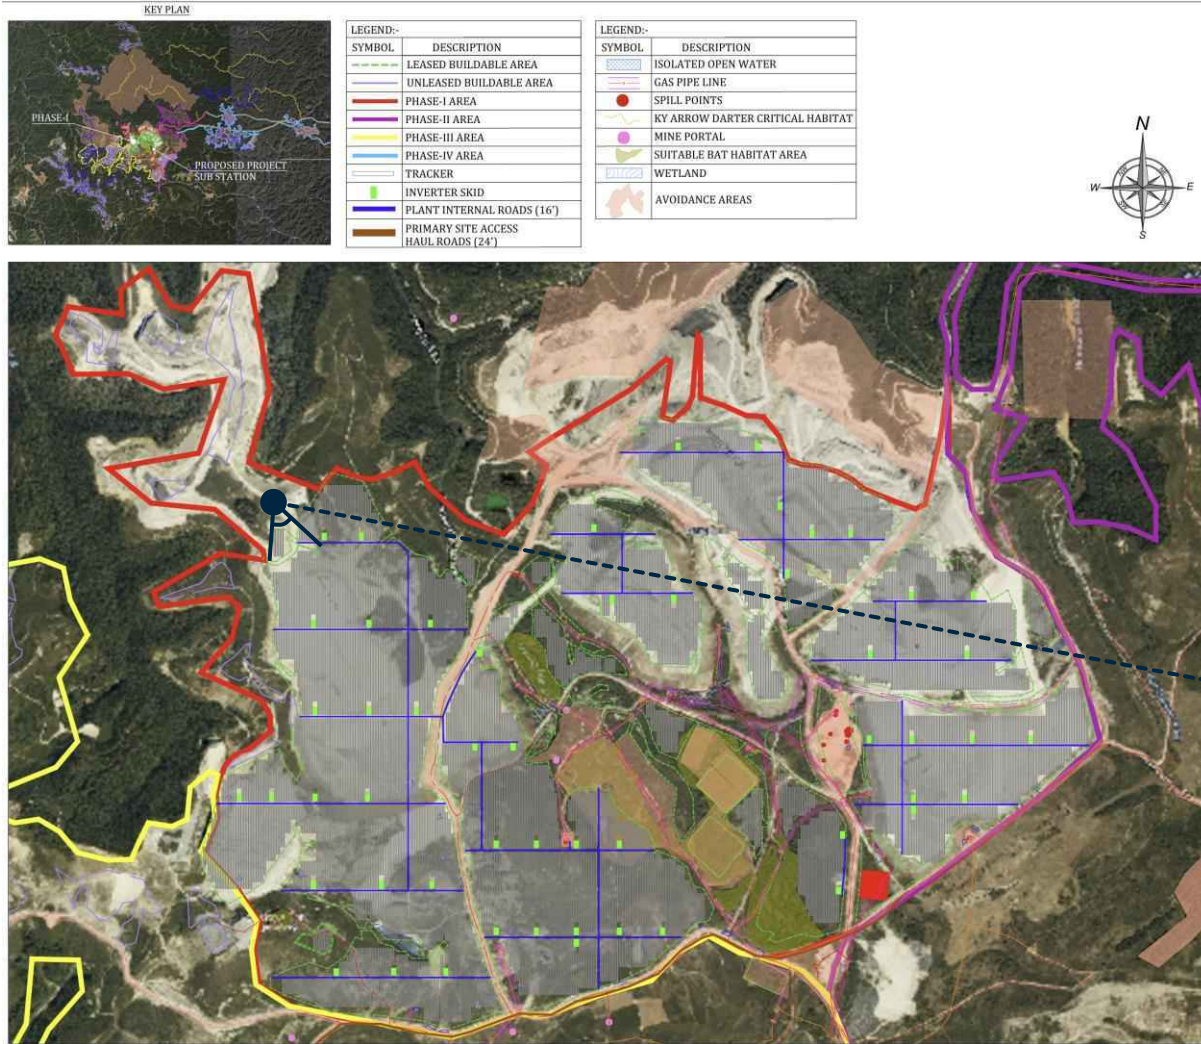 KEY PLAN
PHASE-I
PROPOSED PROJECT
SUB STATION
LEGEND:-
SYMBOL DESCRIPTION
LEASED BUILDABLE AREA
UNLEASED BUILDABLE AREA
PHASE-I AREA
PHASE-II AREA
PHASE-III AREA
PHASE-IV AREA
TRACKER
INVERTER SKID
PLANT INTERNAL ROADS (16')
PRIMARY SITE ACCESS
HAUL ROADS (24')
LEGEND:-
SYMBOL DESCRIPTION
ISOLATED OPEN WATER
GAS PIPE LINE
SPILL POINTS
KY ARROW DARTER CRITICAL HABITAT
MINE PORTAL
SUITABLE BAT HABITAT AREA
WETLAND
AVOIDANCE AREAS
N
W E
S